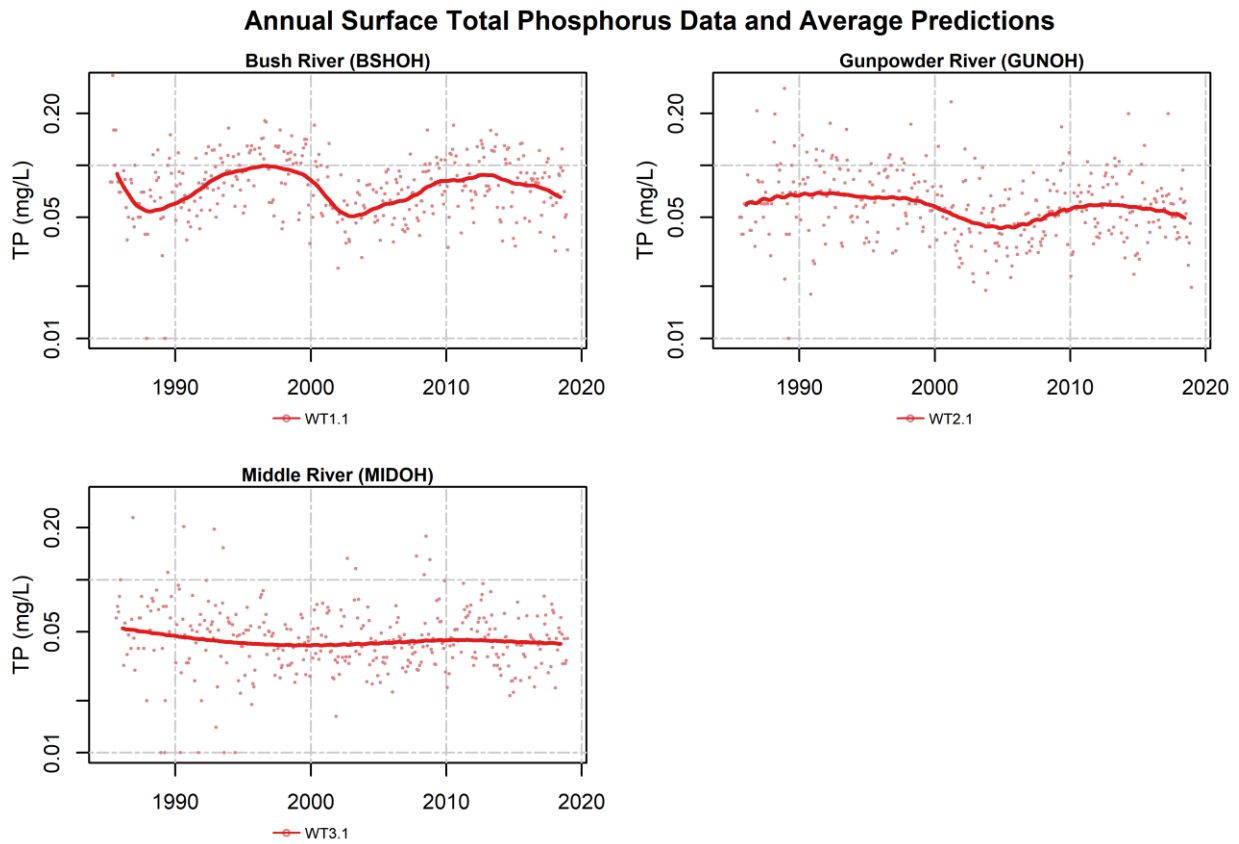 Annual Surface Total Phosphorus Data and Average Predictions
Bush River (BSHOH)
TP (mg/L)
0.20
0.05
0.01
1990 2000 2010 2020
WT1.1
Gunpowder River (GUNOH)
TP (mg/L)
0.20
0.05
0.01
1990 2000 2010 2020
WT2.1
Middle River (MIDOH)
TP (mg/L)
0.20
0.05
0.01
1990 2000 2010 2020
WT3.1